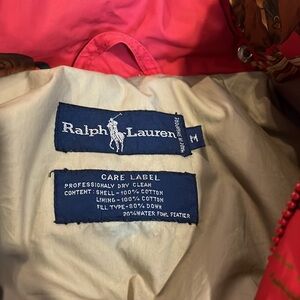 Ralph Lauren
M
CARE LABEL
PROFESSIONALY DRY CLEAN
CONTENT: SHELL-100% COTTON
LINING-100% COTTON
FILL TYPE-80% DOWN
20% WATER FOWL FEATHER